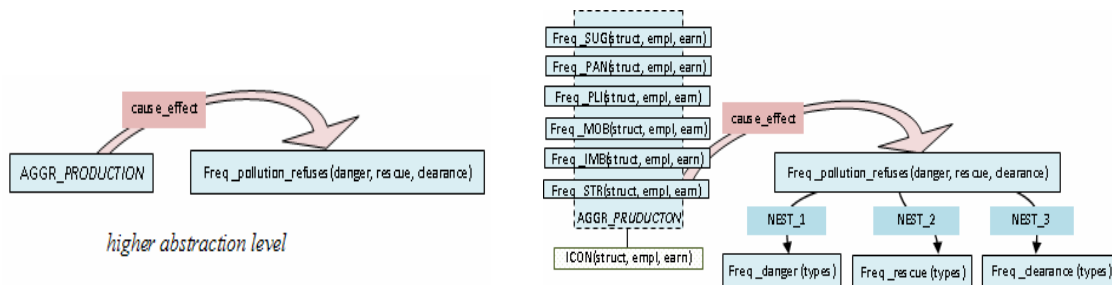 cause_effect
AGGR_PRODUCTION
Freq_pollution_refuses(danger, rescue, clearance)
higher abstraction level
Freq_SUG(struct, empl, earn)
Freq_PAN(struct, empl, earn)
Freq_PLI(struct, empl, earn)
Freq_MOB(struct, empl, earn)
Freq_IMB(struct, empl, earn)
Freq_STR(struct, empl, earn)
AGGR_PRUDUCTON
ICON(struct, empl, earn)
cause_effect
Freq_pollution_refuses(danger, rescue, clearance)
NEST_1
NEST_2
NEST_3
Freq_danger(types)
Freq_rescue(types)
Freq_clearance(types)